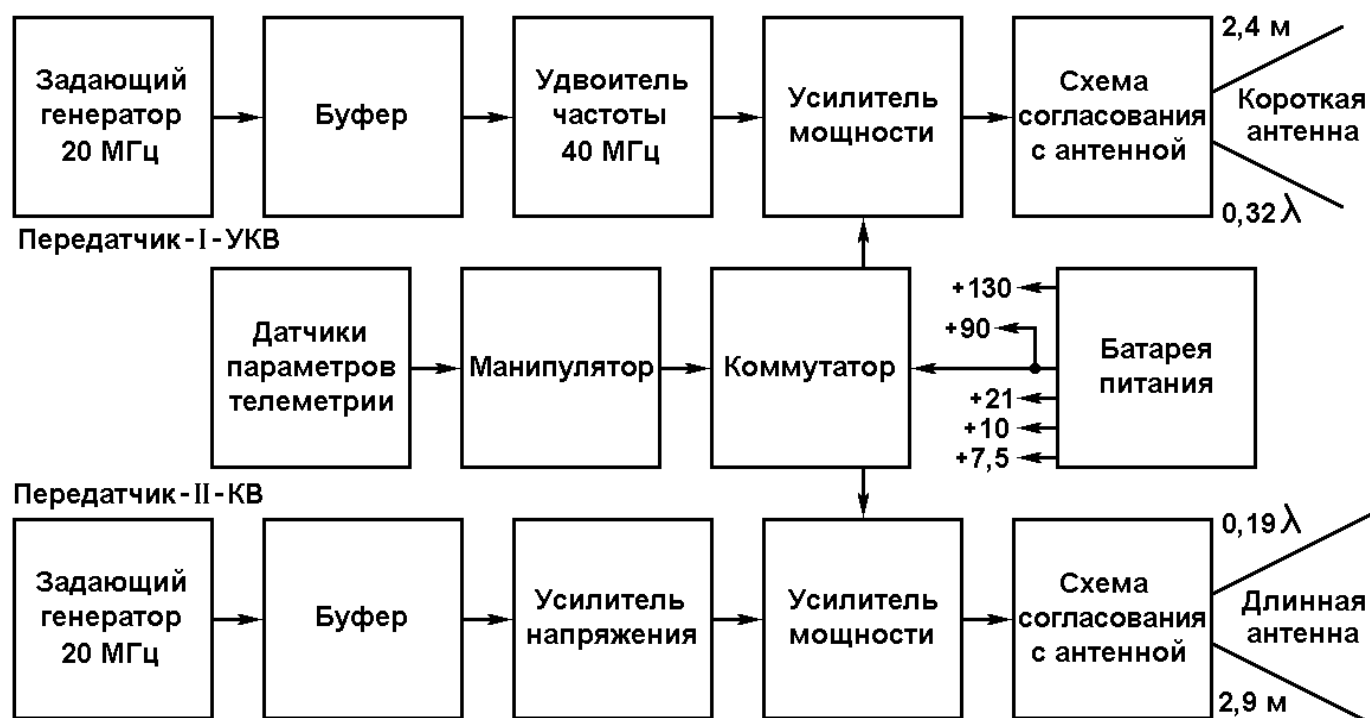 Задающий
генератор
20 МГц
Буфер
Удвоитель
частоты
40 МГц
Усилитель
мощности
Схема
согласования
с антенной
2,4 м
Короткая
антенна
0,32 λ
Передатчик-I-УКВ
Датчики
параметров
телеметрии
Манипулятор
Коммутатор
+130
+90
+21
+10
+7,5
Батарея
питания
Передатчик-II-КВ
Задающий
генератор
20 МГц
Буфер
Усилитель
напряжения
Усилитель
мощности
Схема
согласования
с антенной
0,19 λ
Длинная
антенна
2,9 м